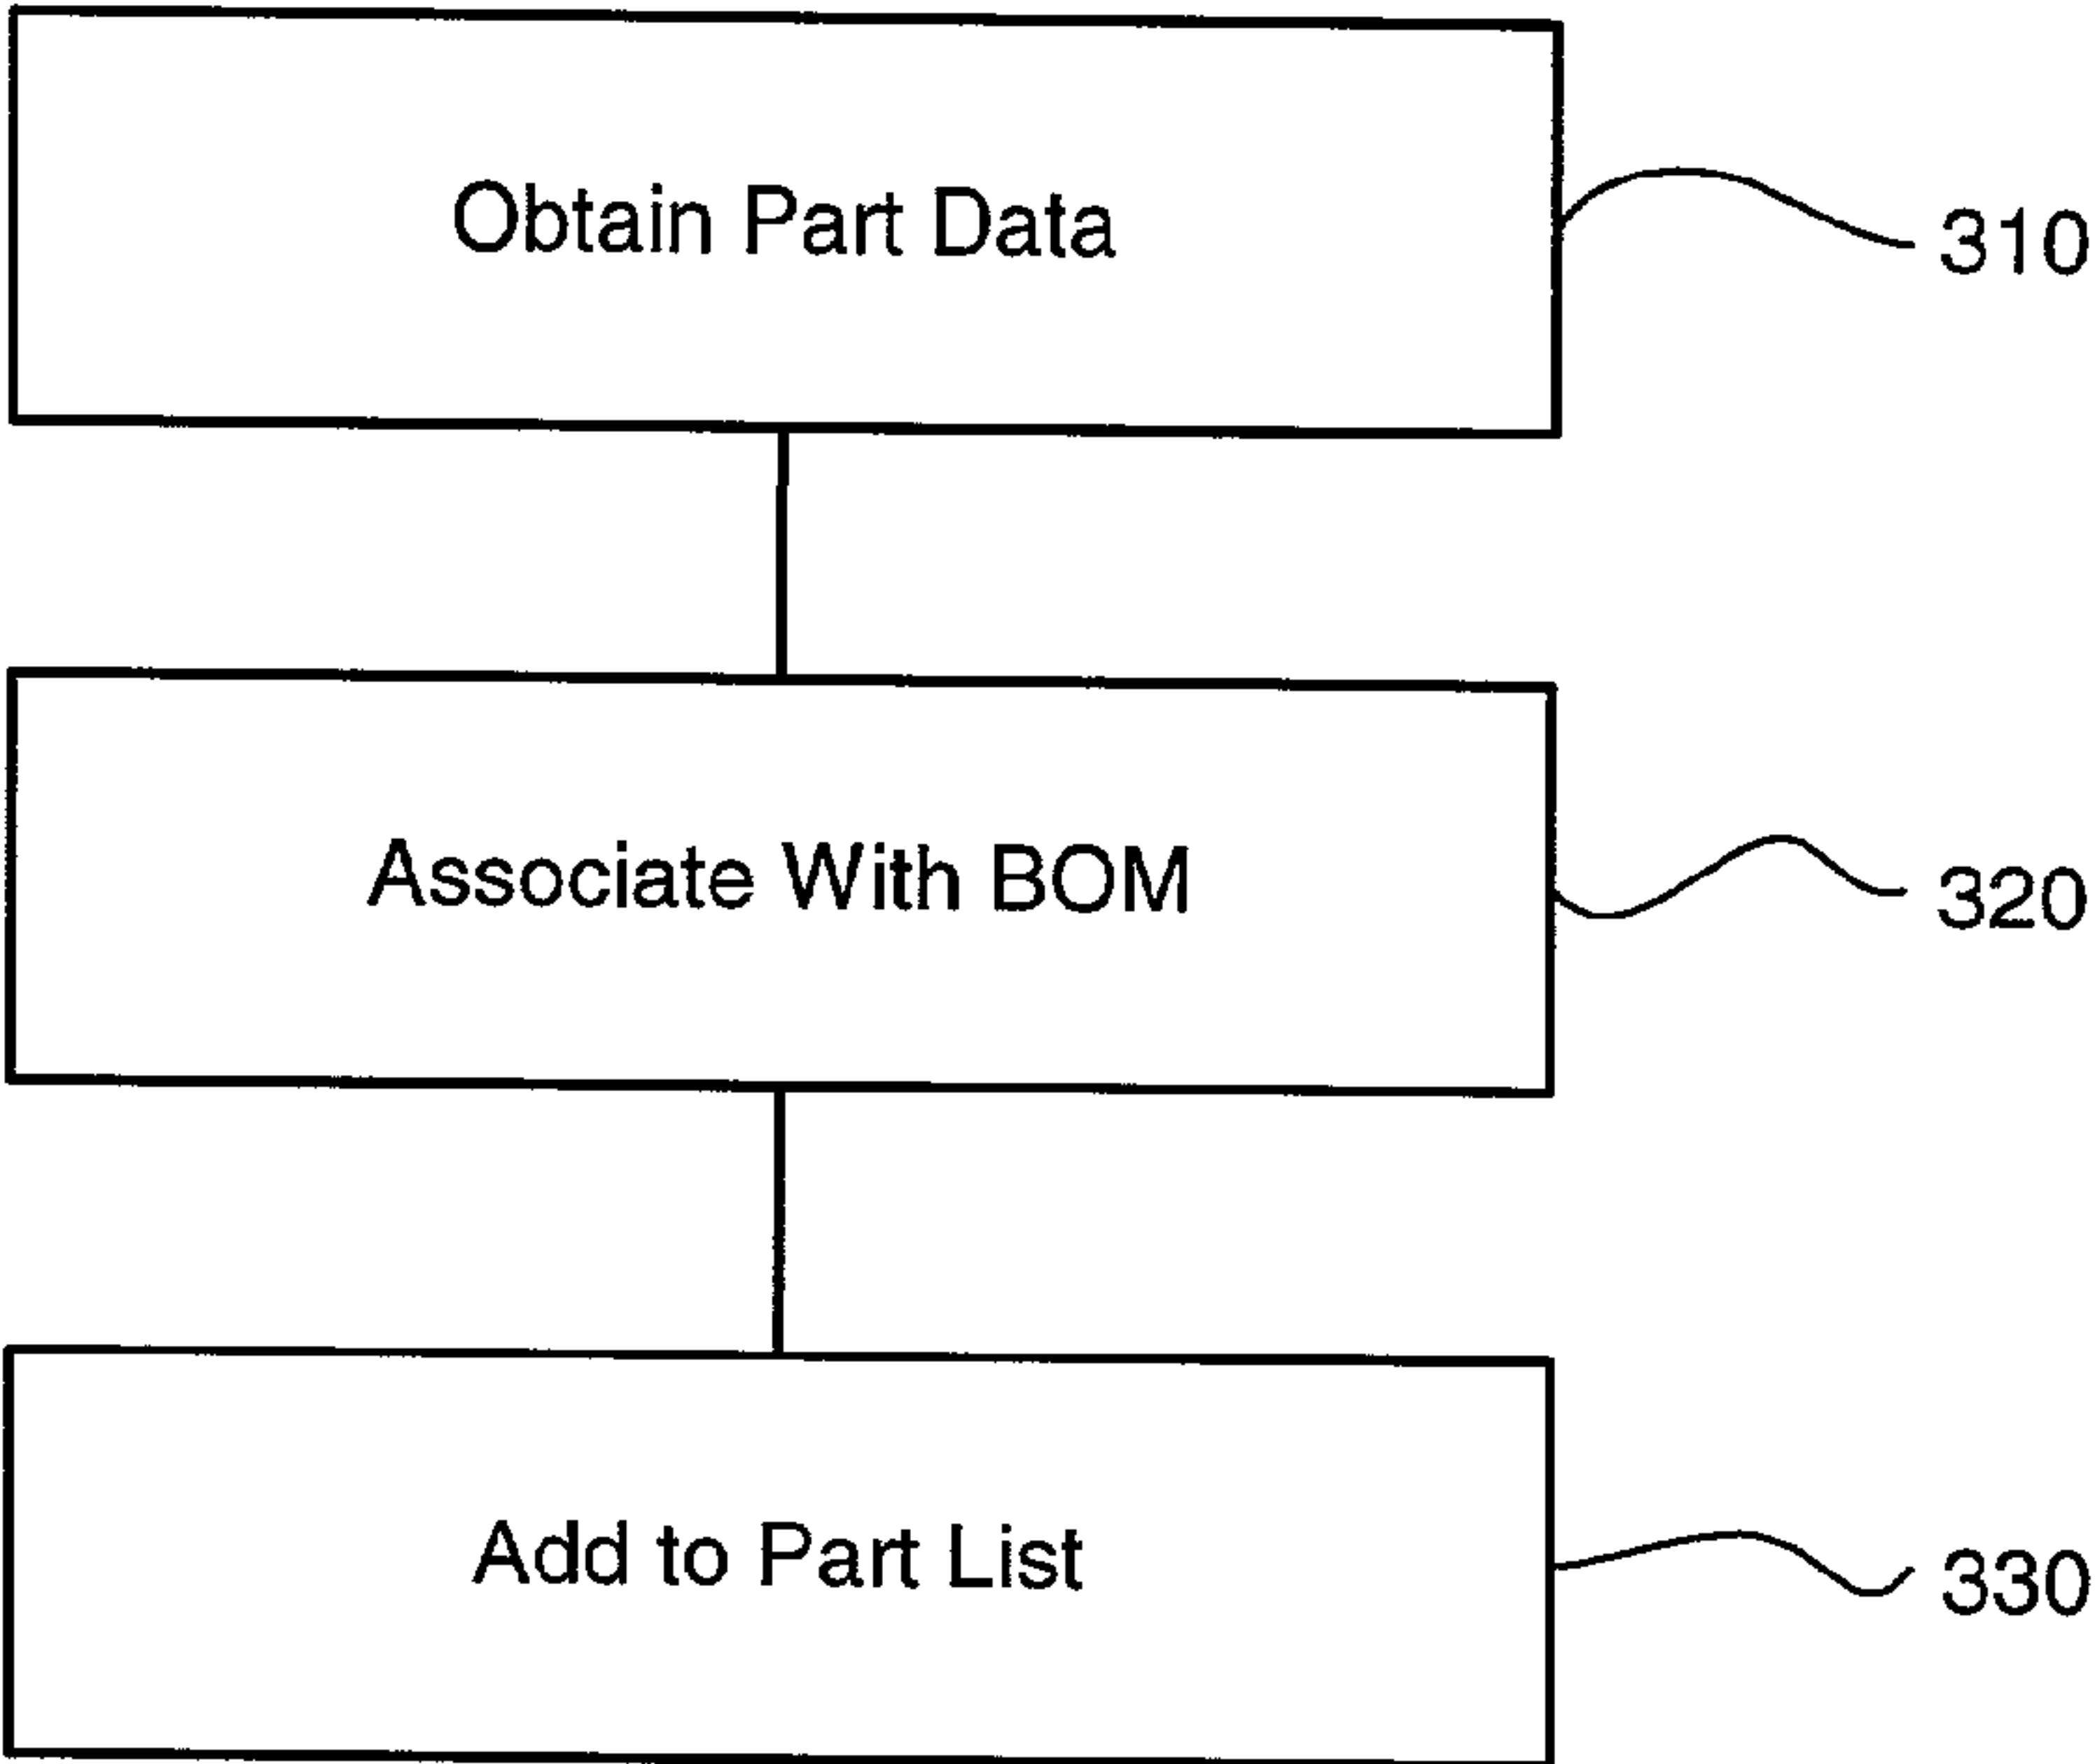 Obtain Part Data
310
Associate With BOM
320
Add to Part List
330